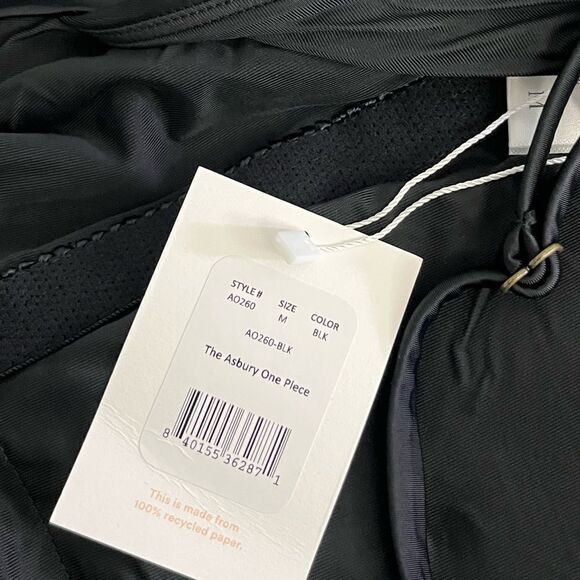 STYLE # SIZE COLOR
AO260 M BLK
AO260-BLK
The Asbury One Piece
8 40155 36287 1
This is made from
100% recycled paper.
M